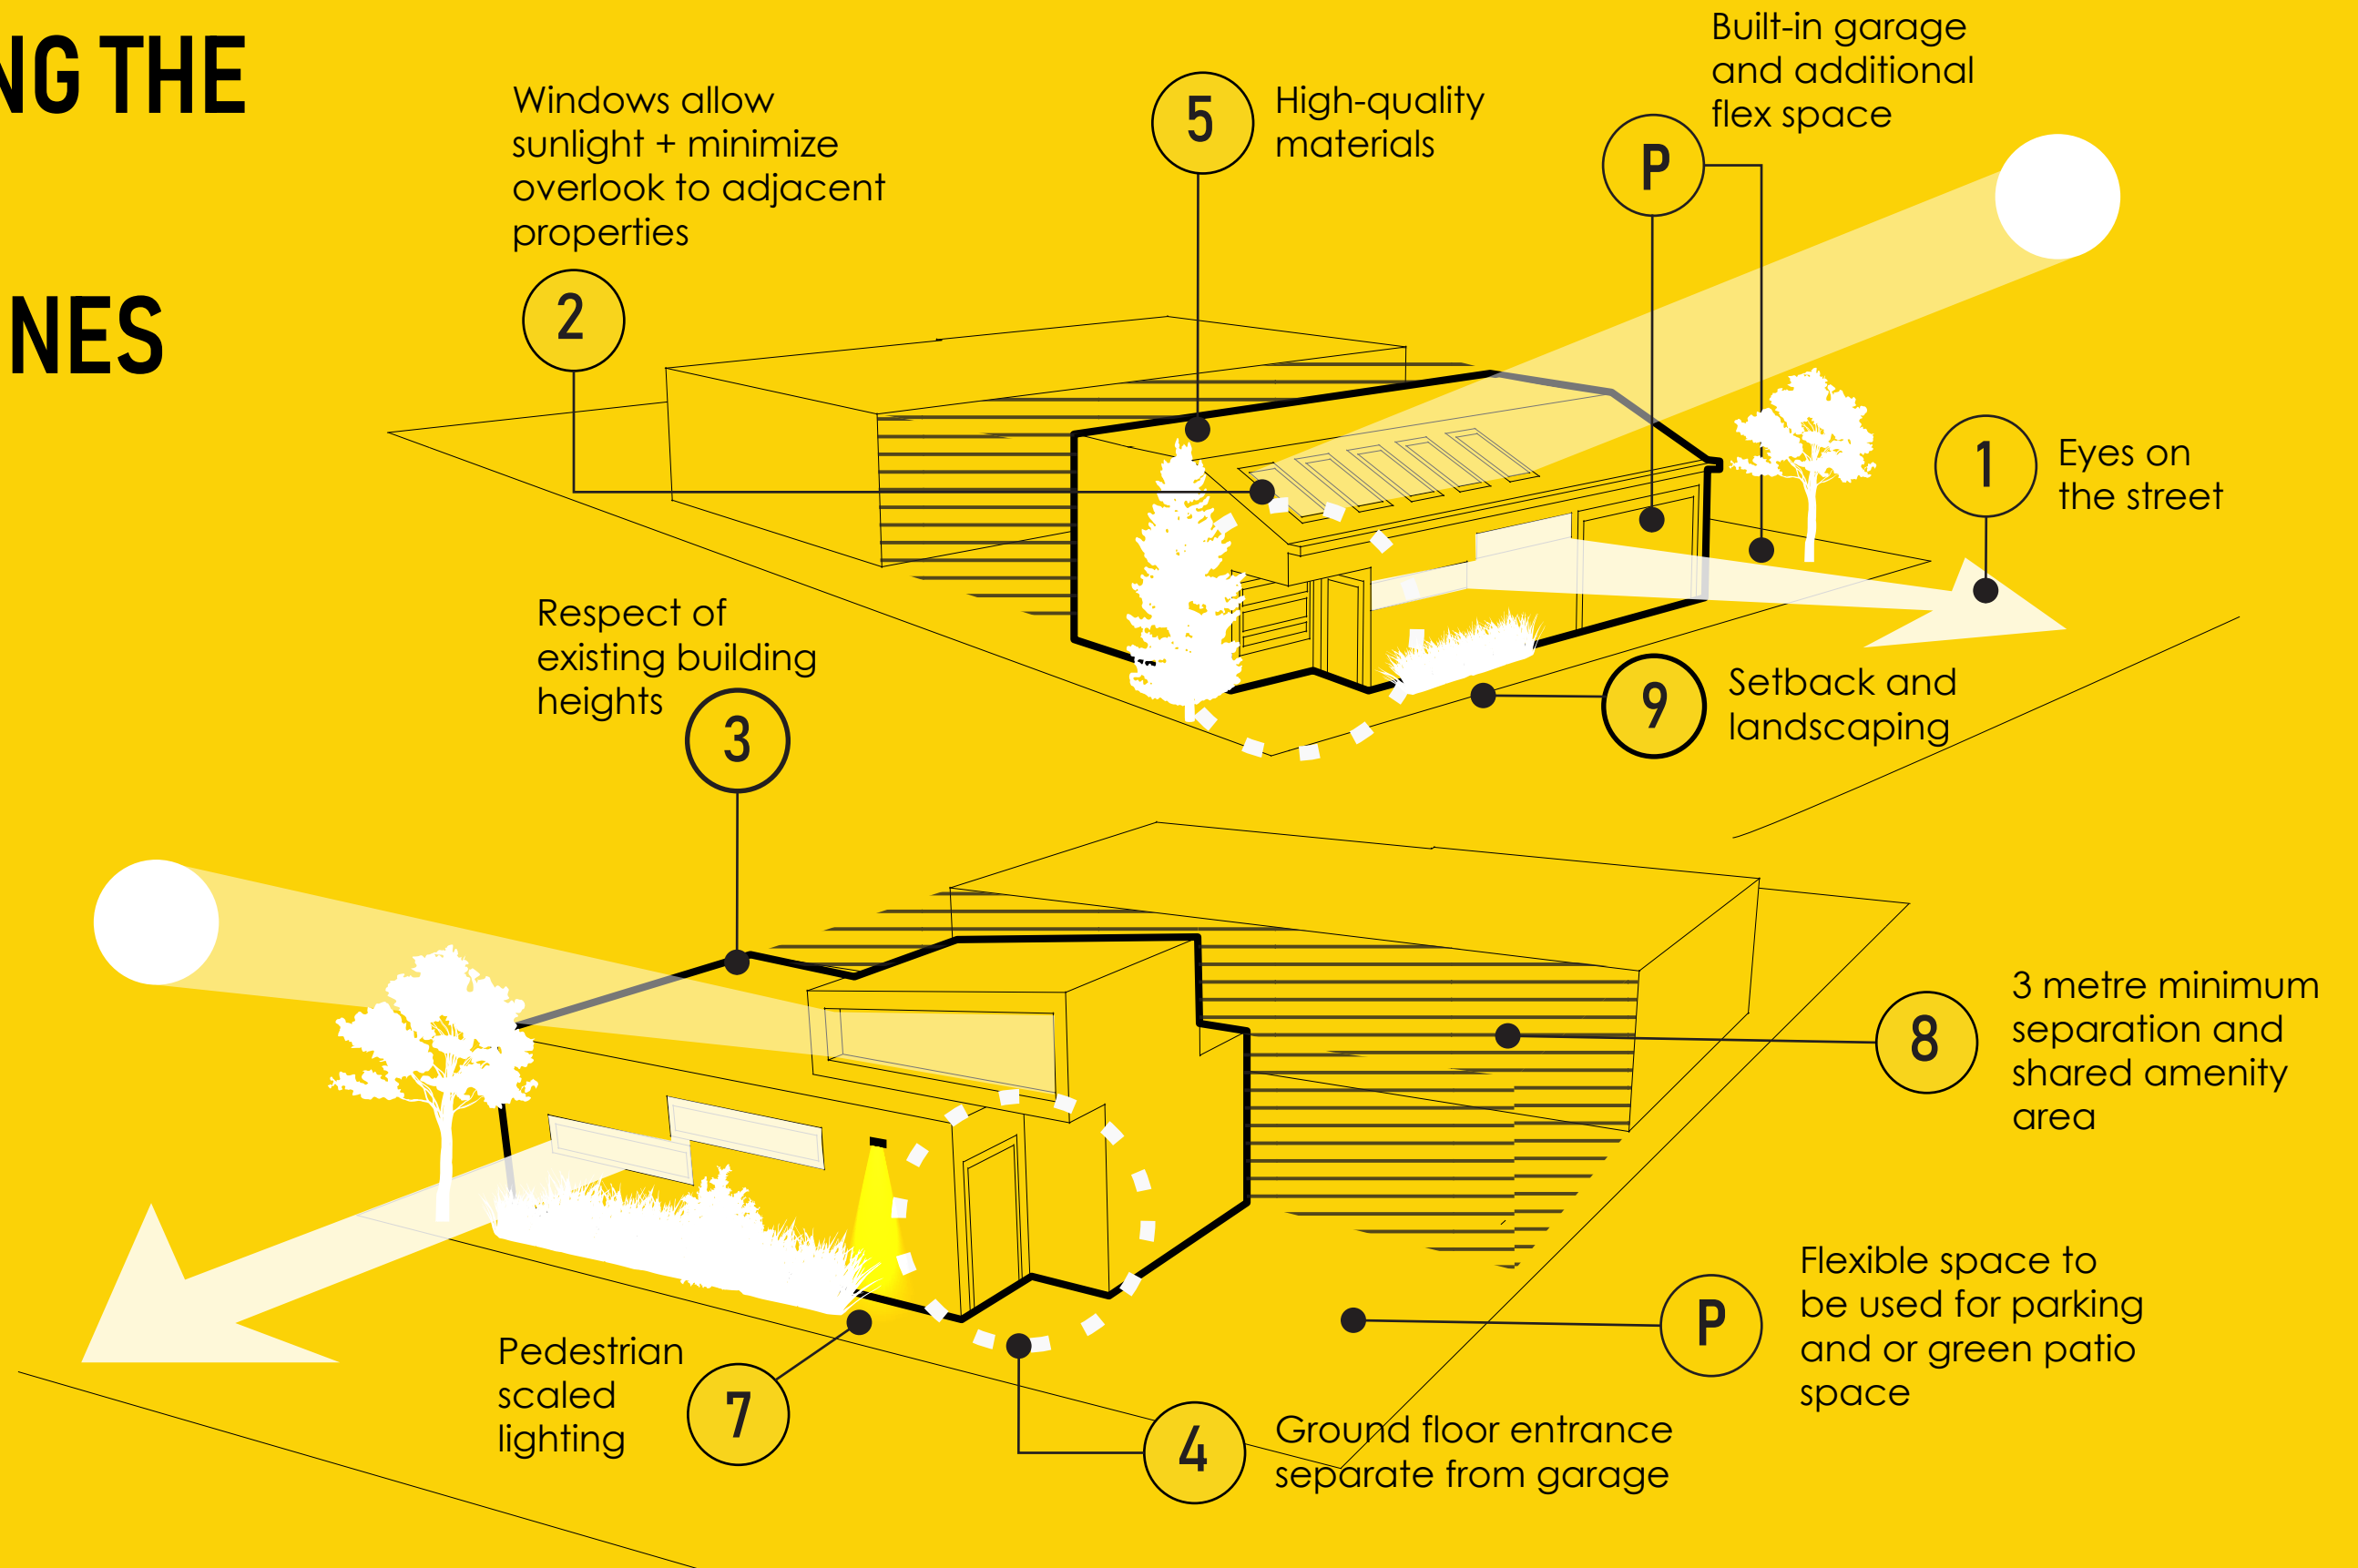 NG THE
NES
Windows allow
sunlight + minimize
overlook to adjacent
properties
2
5
High-quality
materials
Built-in garage
and additional
flex space
P
1
Eyes on
the street
Respect of
existing building
heights
3
9
Setback and
landscaping
8
3 metre minimum
separation and
shared amenity
area
P
Flexible space to
be used for parking
and or green patio
space
Pedestrian
scaled
lighting
7
4
Ground floor entrance
separate from garage